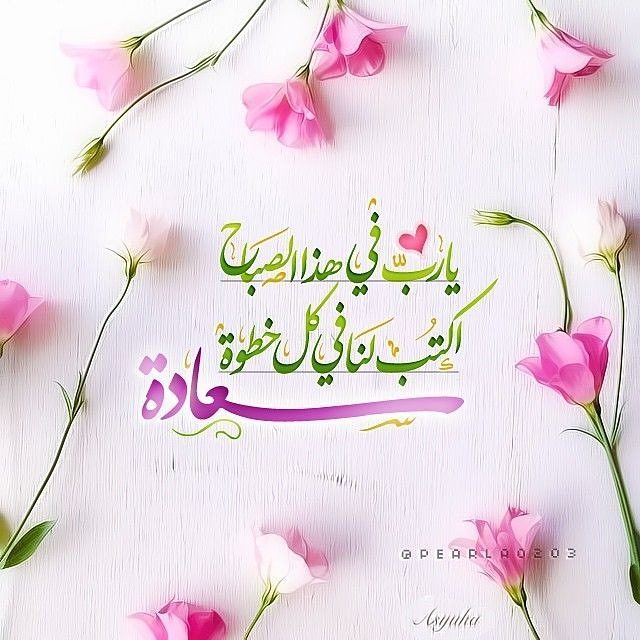 يارب في هذا الصباح
اكتب لنا في كل خطوة
سعادة
@PEARLA0203
Asyuha